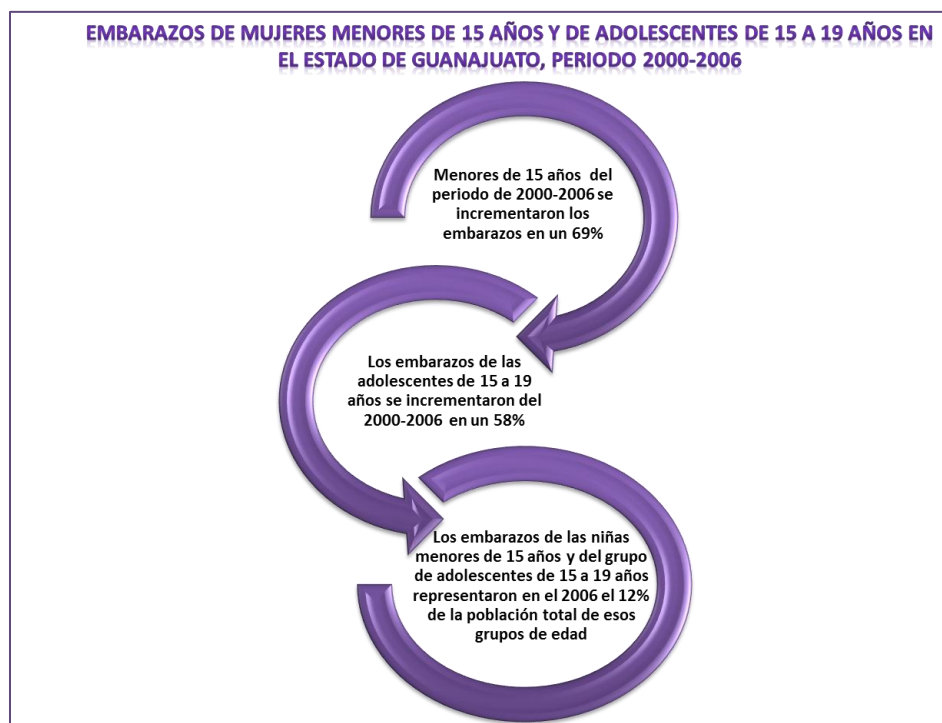 EMBARAZOS DE MUJERES MENORES DE 15 AÑOS Y DE ADOLESCENTES DE 15 A 19 AÑOS EN
EL ESTADO DE GUANAJUATO, PERIODO 2000-2006
Menores de 15 años del
periodo de 2000-2006 se
incrementaron los
embarazos en un 69%
Los embarazos de las
adolescentes de 15 a 19
años se incrementaron del
2000-2006 en un 58%
Los embarazos de las niñas
menores de 15 años y del grupo
de adolescentes de 15 a 19 años
representaron en el 2006 el 12%
de la población total de esos
grupos de edad